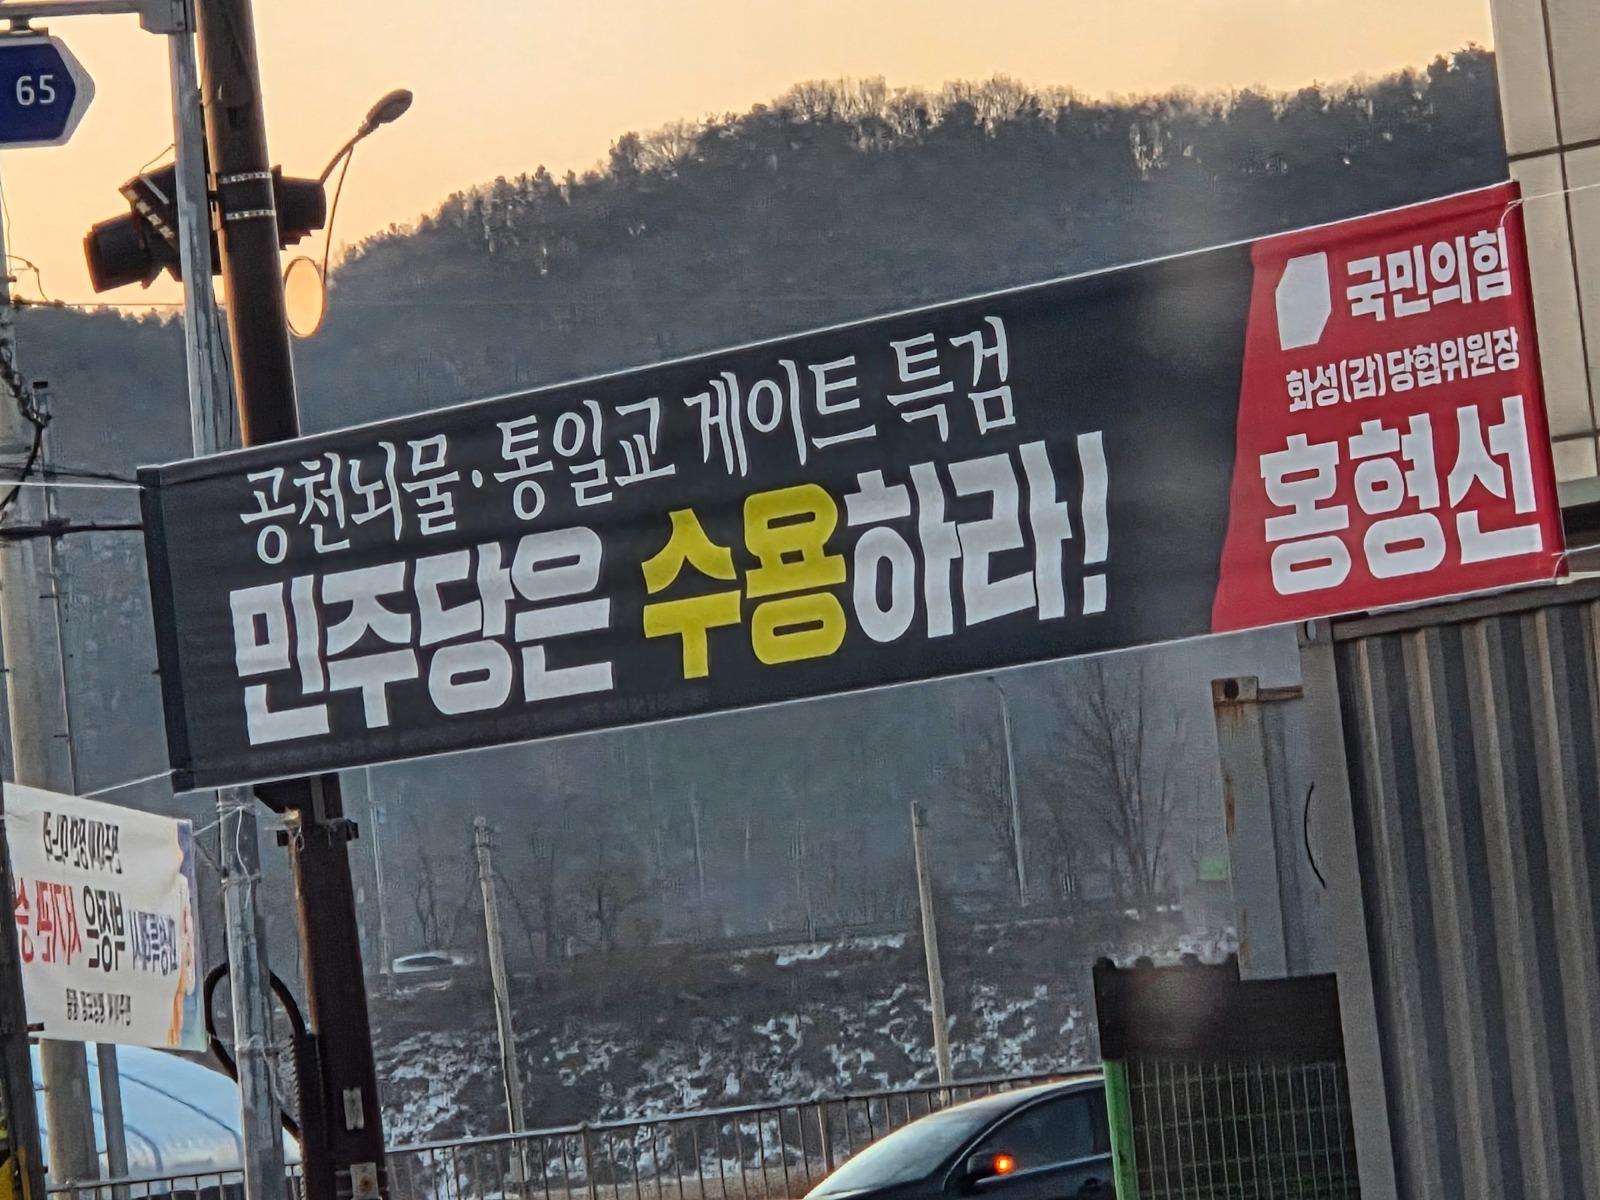 65
공천뇌물·통일교 게이트 특검
민주당은 수용하라!
국민의힘
화성(갑)당협위원장
홍형선